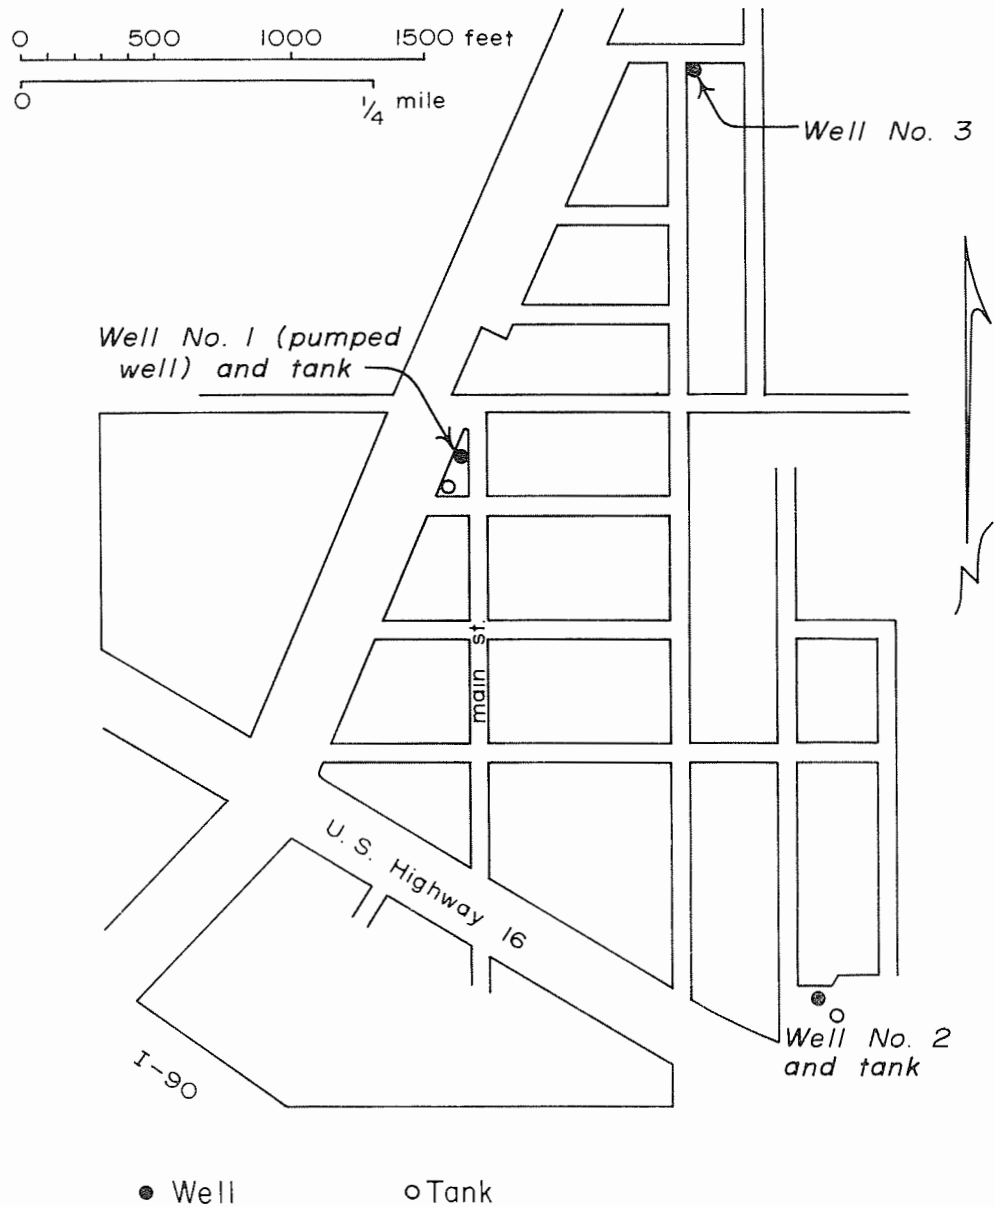 0 500 1000 1500 feet
0 1/4 mile
Well No. 3
Well No. 1 (pumped
well) and tank
main st.
U.S. Highway 16
Well No. 2
and tank
I-90
Well Tank